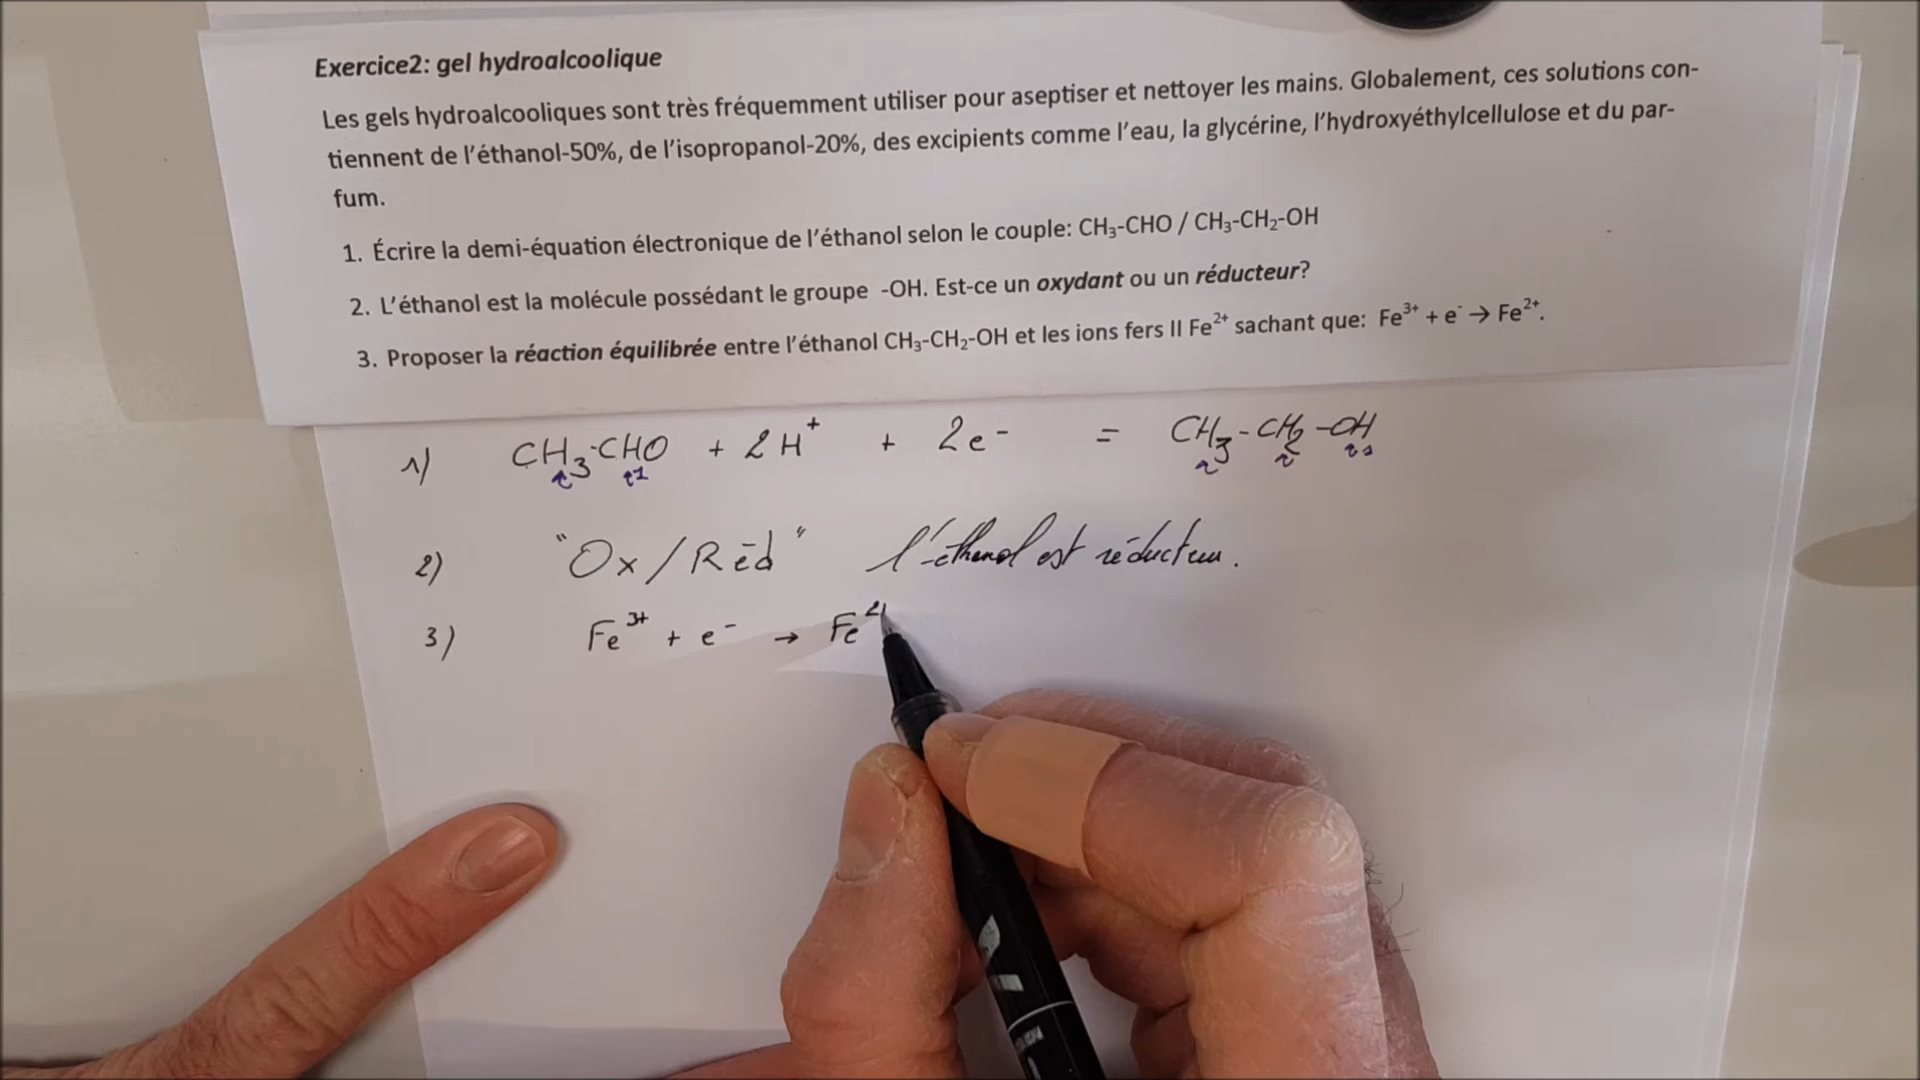 Exercice2: gel hydroalcoolique
Les gels hydroalcooliques sont très fréquemment utiliser pour aseptiser et nettoyer les mains. Globalement, ces solutions con-
tiennent de l'éthanol-50%, de l'isopropanol-20%, des excipients comme l'eau, la glycérine, l'hydroxyéthylcellulose et du par-
fum.
1. Écrire la demi-équation électronique de l'éthanol selon le couple: CH₃-CHO / CH₃-CH₂-OH
2. L'éthanol est la molécule possédant le groupe -OH. Est-ce un oxydant ou un réducteur?
3. Proposer la réaction équilibrée entre l'éthanol CH₃-CH₂-OH et les ions fers II Fe²⁺ sachant que: Fe³⁺ + e⁻ → Fe²⁺.
1) CH₃-CHO + 2H⁺ + 2e⁻ = CH₃-CH₂-OH
2) "Ox/Réd" l'éthanol est réducteur.
3) Fe³⁺ + e⁻ → Fe²